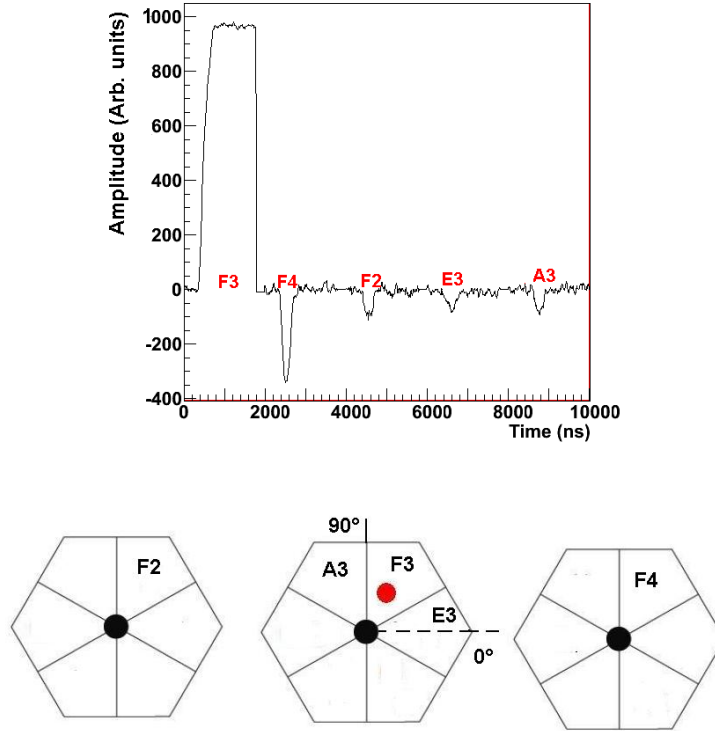 Amplitude (Arb. units)
1000
800
600
400
200
0
-200
-400
F3
F4
F2
E3
A3
0
2000
4000
6000
8000
10000
Time (ns)
F2
90°
A3
F3
E3
0°
F4